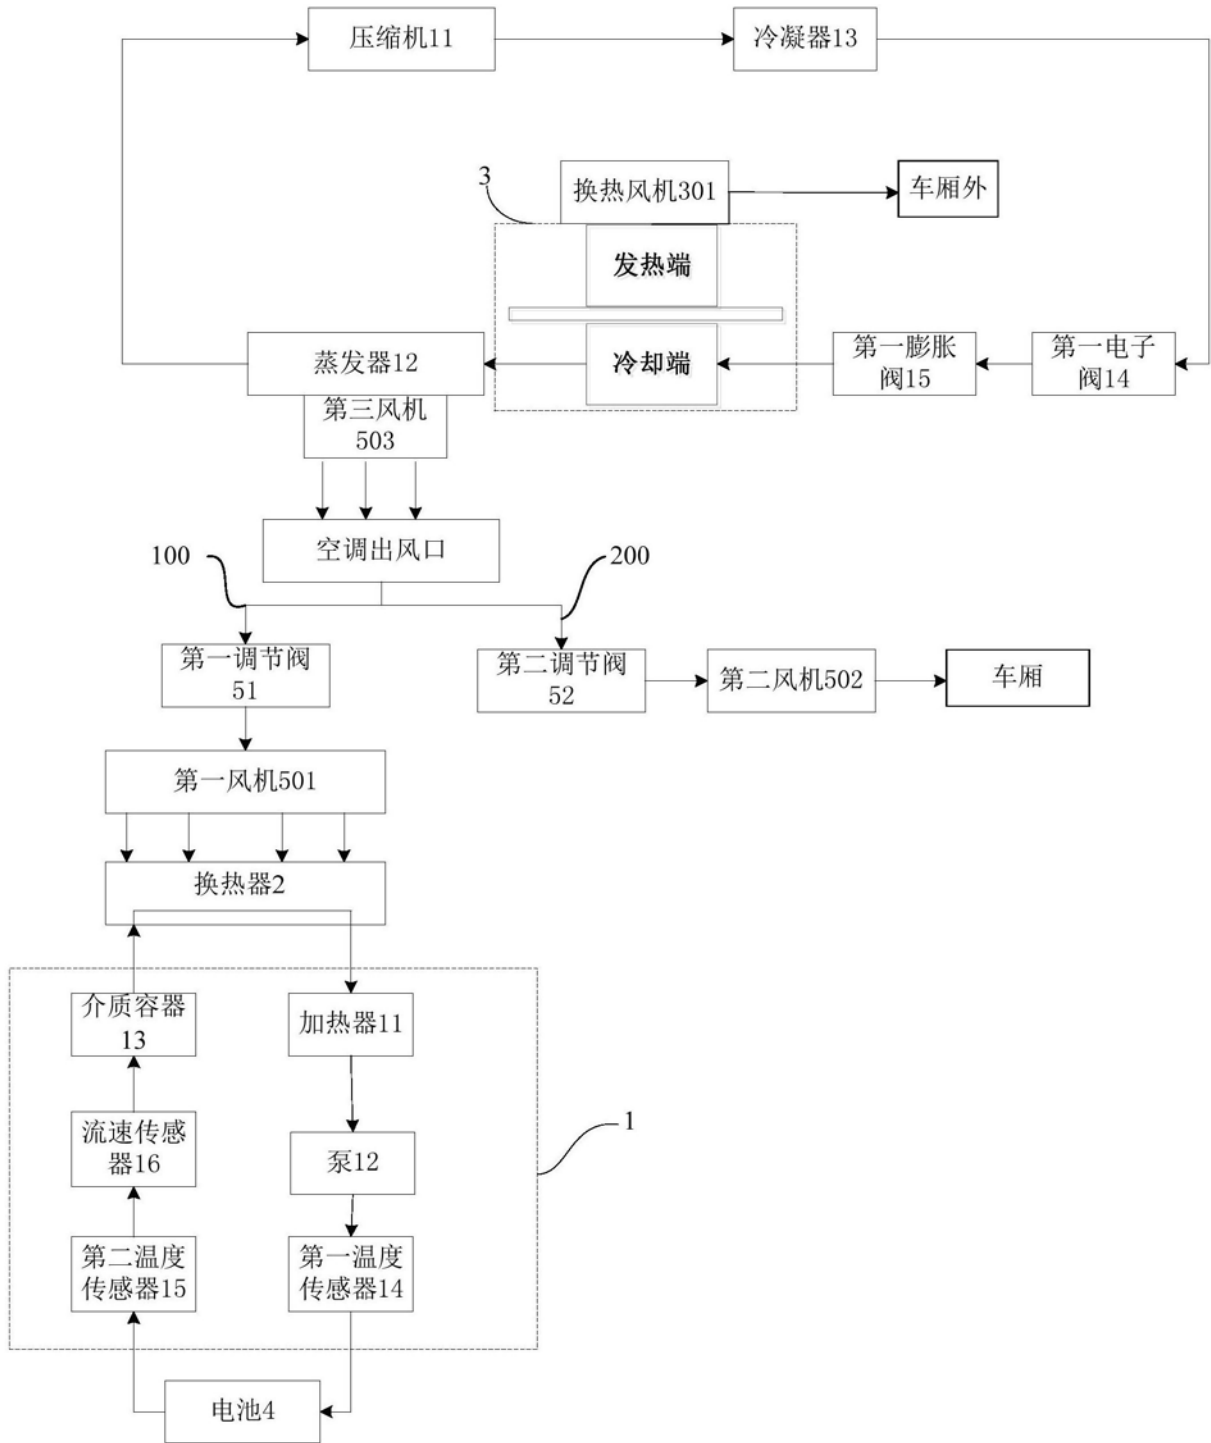 压缩机11
冷凝器13
3
换热风机301
车厢外
发热端
蒸发器12
冷却端
第一膨胀
阀15
第一电子
阀14
第三风机
503
空调出风口
100
200
第一调节阀
51
第二调节阀
52
第二风机502
车厢
第一风机501
换热器2
介质容器
13
加热器11
流速传感
器16
泵12
1
第二温度
传感器15
第一温度
传感器14
电池4